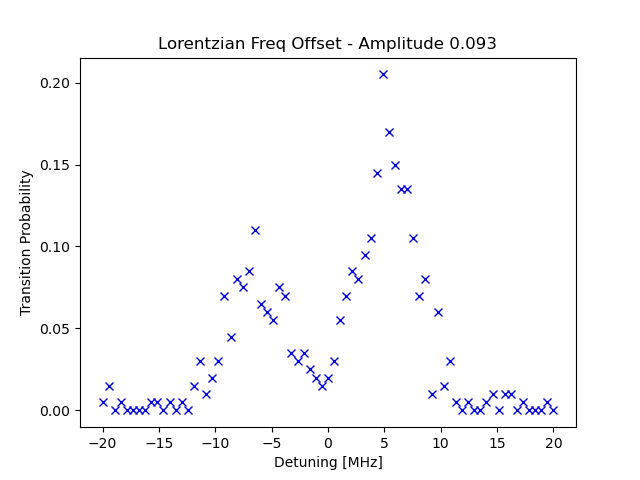 Lorentzian Freq Offset - Amplitude 0.093
0.20
0.15
0.10
0.05
0.00
Transition Probability
−20 −15 −10 −5 0 5 10 15 20
Detuning [MHz]